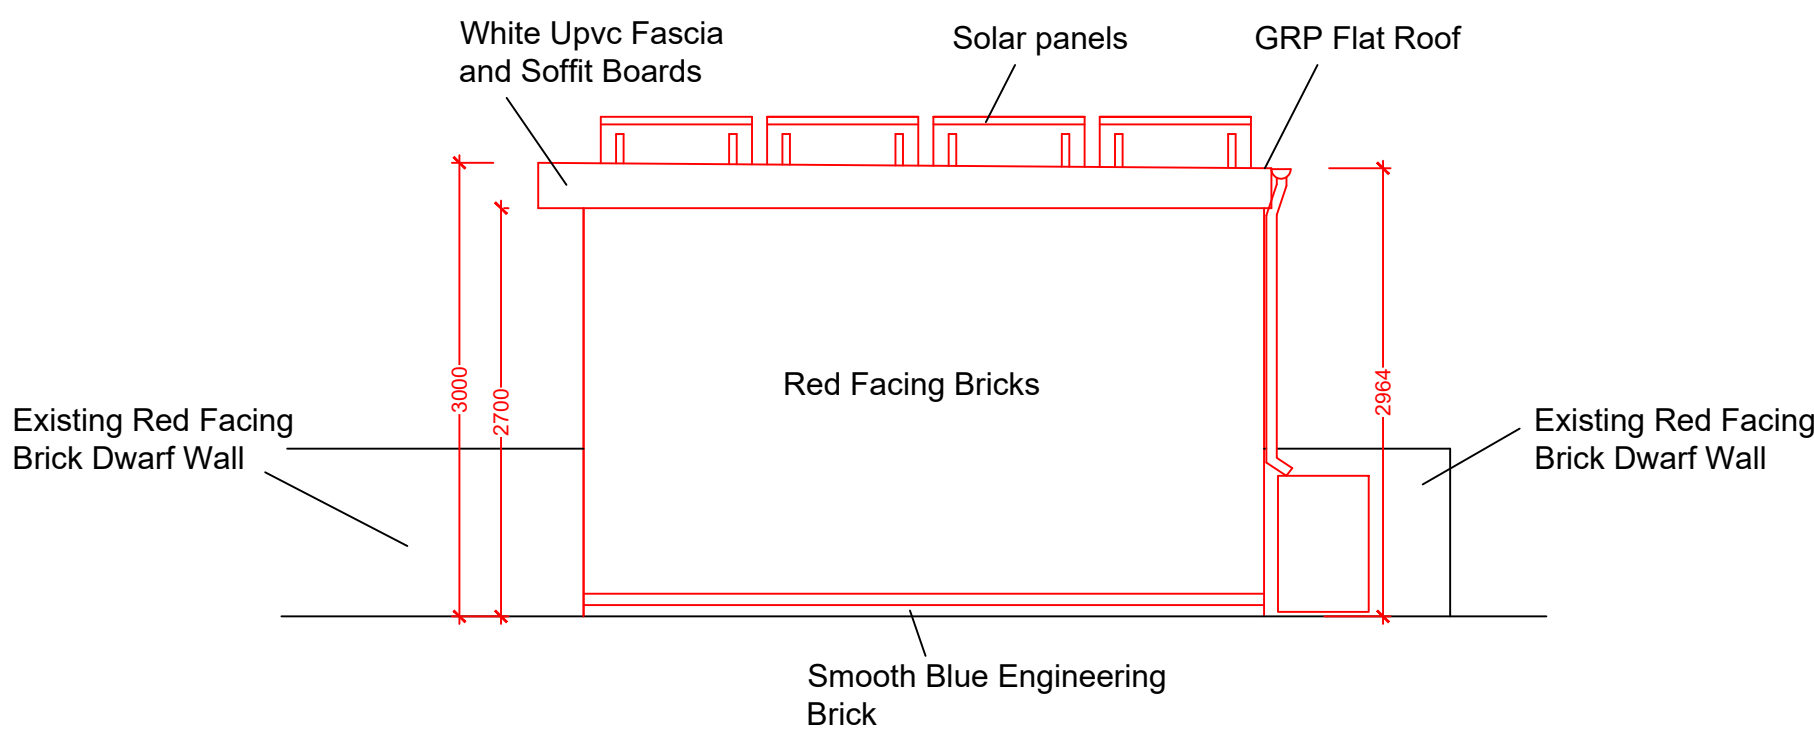 White Upvc Fascia
and Soffit Boards
Solar panels
GRP Flat Roof
3000
2700
Red Facing Bricks
2964
Existing Red Facing
Brick Dwarf Wall
Existing Red Facing
Brick Dwarf Wall
Smooth Blue Engineering
Brick